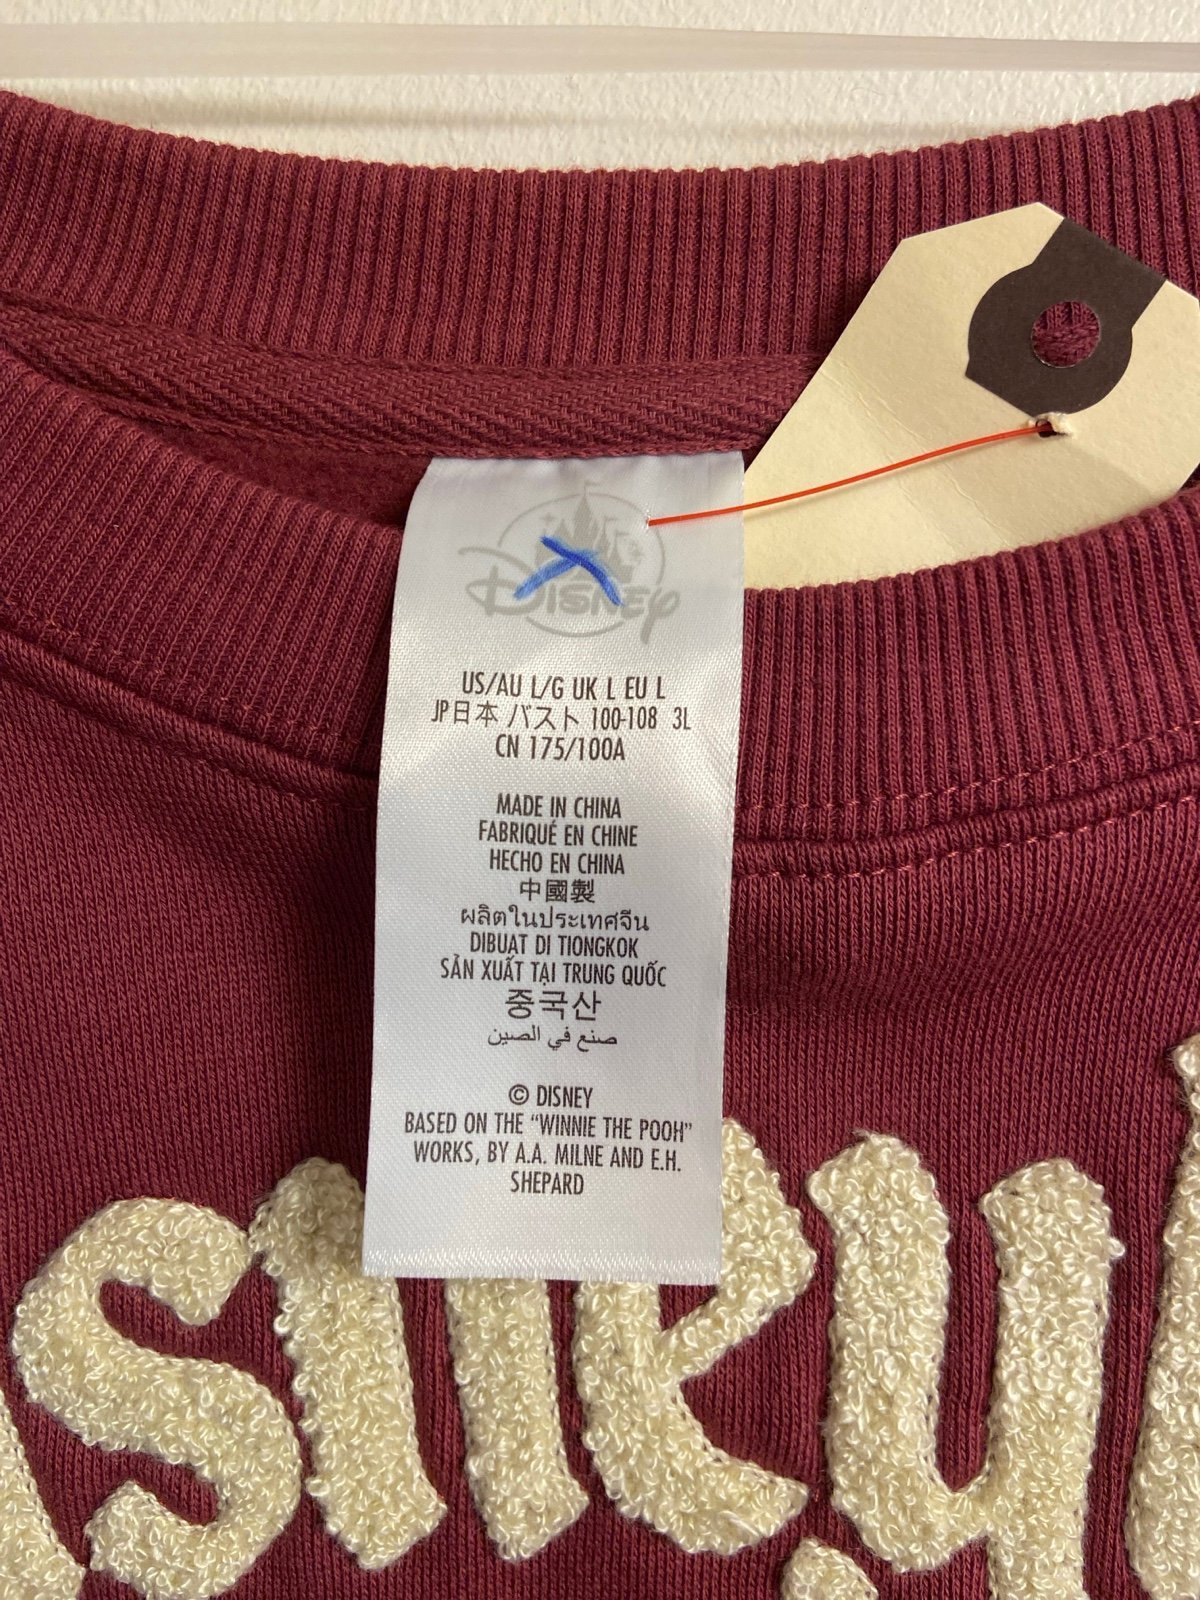 DISNEY
US/AU L/G UK L EU L
JP日本 バスト 100-108 3L
CN 175/100A
MADE IN CHINA
FABRIQUÉ EN CHINE
HECHO EN CHINA
中國製
ผลิตในประเทศจีน
DIBUAT DI TIONGKOK
SẢN XUẤT TẠI TRUNG QUỐC
중국산
صنع في الصين
© DISNEY
BASED ON THE “WINNIE THE POOH”
WORKS, BY A.A. MILNE AND E.H.
SHEPARD